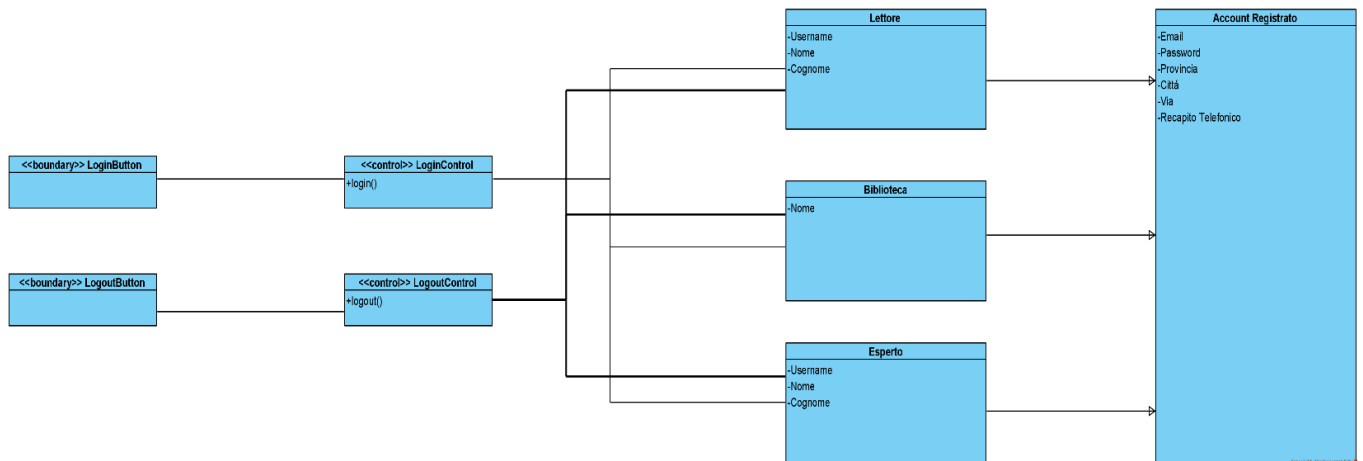 Lettore
-Username
-Nome
-Cognome
Account Registrato
-Email
-Password
-Provincia
-Cittá
-Via
-Recapito Telefonico
<<boundary>> LoginButton
<<control>> LoginControl
+login()
Biblioteca
-Nome
<<boundary>> LogoutButton
<<control>> LogoutControl
+logout()
Esperto
-Username
-Nome
-Cognome